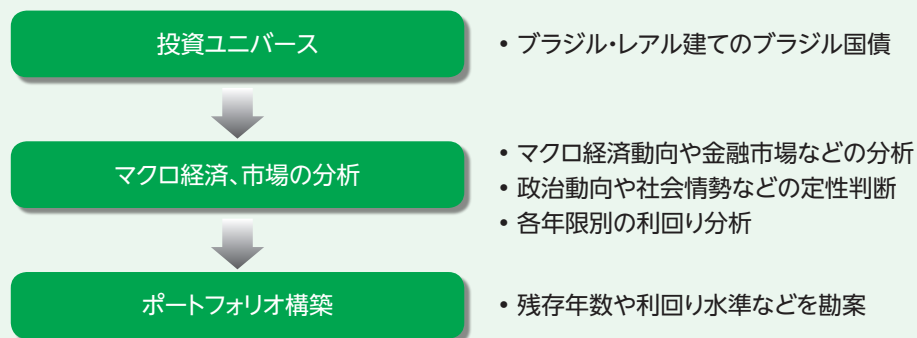 投資ユニバース
• ブラジル・レアル建てのブラジル国債
マクロ経済、市場の分析
• マクロ経済動向や金融市場などの分析
• 政治動向や社会情勢などの定性判断
• 各年限別の利回り分析
ポートフォリオ構築
• 残存年数や利回り水準などを勘案